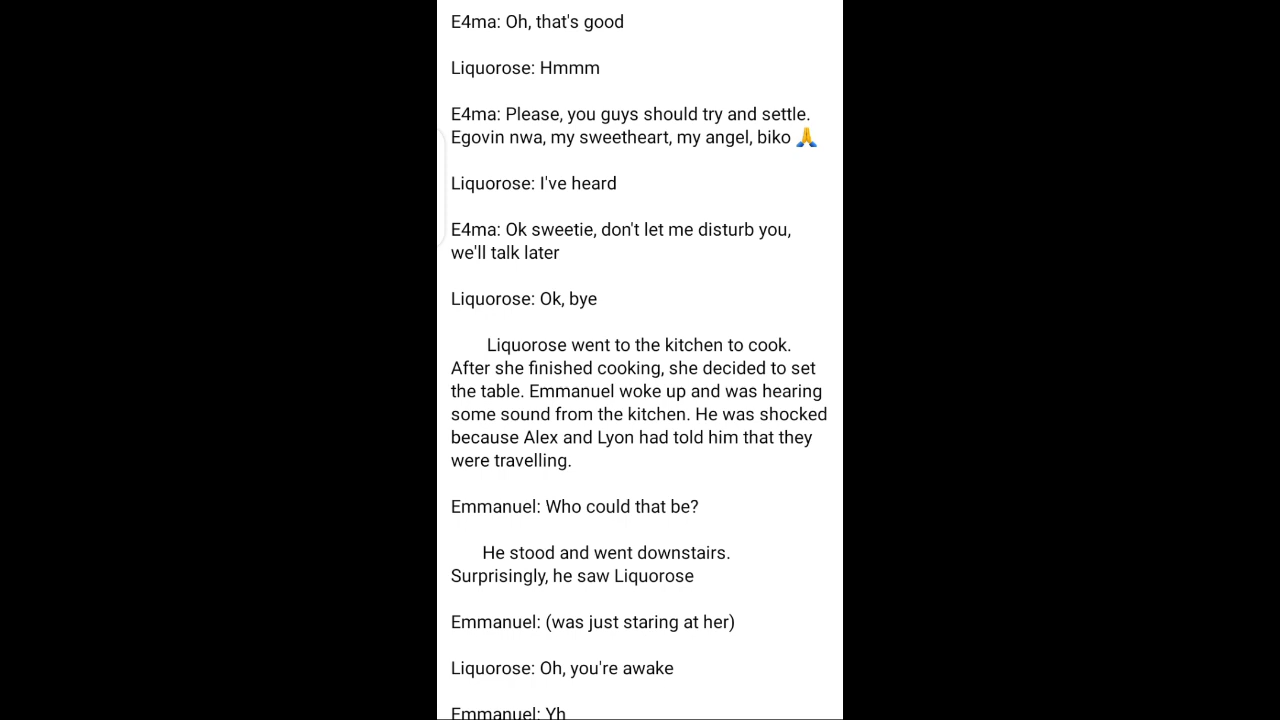 E4ma: Oh, that's good
Liquorose: Hmmm
E4ma: Please, you guys should try and settle.
Egovin nwa, my sweetheart, my angel, biko 🙏
Liquorose: I've heard
E4ma: Ok sweetie, don't let me disturb you,
we'll talk later
Liquorose: Ok, bye
Liquorose went to the kitchen to cook.
After she finished cooking, she decided to set
the table. Emmanuel woke up and was hearing
some sound from the kitchen. He was shocked
because Alex and Lyon had told him that they
were travelling.
Emmanuel: Who could that be?
He stood and went downstairs.
Surprisingly, he saw Liquorose
Emmanuel: (was just staring at her)
Liquorose: Oh, you're awake
Emmanuel: Yh